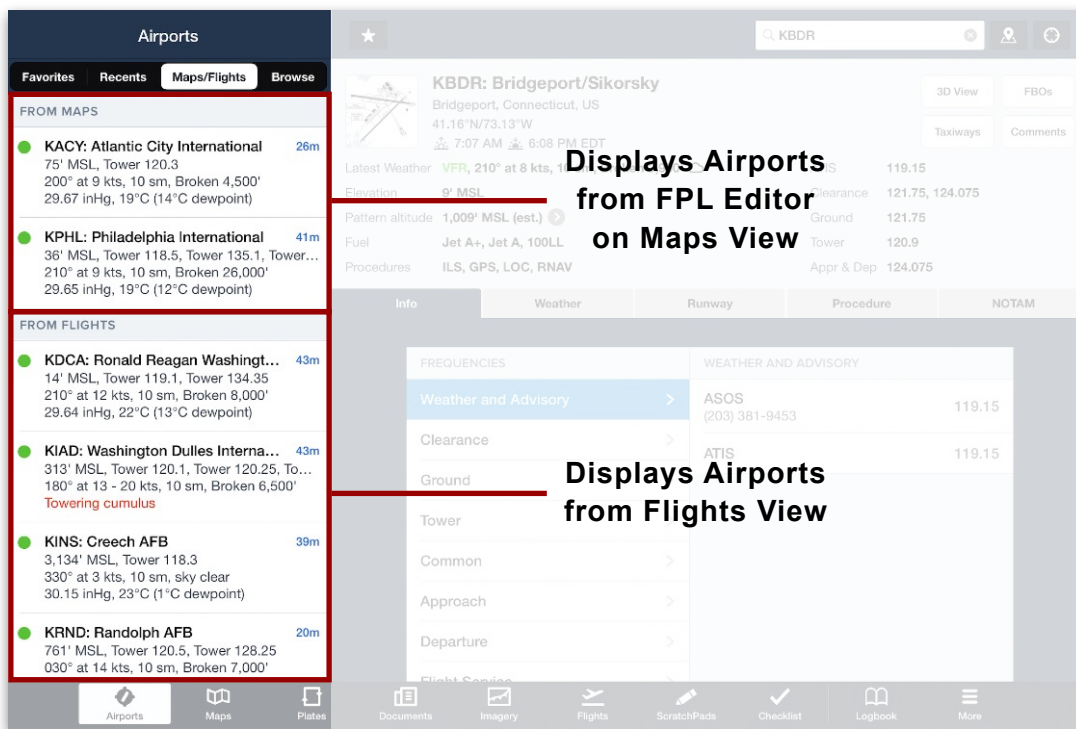 Airports
Favorites Recents Maps/Flights Browse
FROM MAPS
KACY: Atlantic City International 26m
75' MSL, Tower 120.3
200° at 9 kts, 10 sm, Broken 4,500'
29.67 inHg, 19°C (14°C dewpoint)
KPHL: Philadelphia International 41m
36' MSL, Tower 118.5, Tower 135.1, Tower...
210° at 9 kts, 10 sm, Broken 26,000'
29.65 inHg, 19°C (12°C dewpoint)
FROM FLIGHTS
KDCA: Ronald Reagan Washingt... 43m
14' MSL, Tower 119.1, Tower 134.35
210° at 12 kts, 10 sm, Broken 8,000'
29.64 inHg, 22°C (13°C dewpoint)
KIAD: Washington Dulles Interna... 43m
313' MSL, Tower 120.1, Tower 120.25, To...
180° at 13 - 20 kts, 10 sm, Broken 6,500'
Towering cumulus
KINS: Creech AFB 39m
3,134' MSL, Tower 118.3
330° at 3 kts, 10 sm, sky clear
30.15 inHg, 23°C (1°C dewpoint)
KRND: Randolph AFB 20m
761' MSL, Tower 120.5, Tower 128.25
030° at 14 kts, 10 sm, Broken 7,000'
KBDR
KBDR: Bridgeport/Sikorsky
Bridgeport, Connecticut, US
41.16°N/73.13°W
7:07 AM 6:08 PM EDT
3D View FBOs
Taxiways Comments
Latest Weather VFR, 210° at 8 kts, 10
Elevation 9' MSL
Pattern altitude 1,009' MSL (est.)
Fuel Jet A+, Jet A, 100LL
Procedures ILS, GPS, LOC, RNAV
119.15
Clearance 121.75, 124.075
Ground 121.75
Tower 120.9
Appr & Dep 124.075
Displays Airports
from FPL Editor
on Maps View
Info Weather Runway Procedure NOTAM
FREQUENCIES
Weather and Advisory
Clearance
Ground
Tower
Common
Approach
Departure
Flight Service
WEATHER AND ADVISORY
ASOS 119.15
(203) 381-9453
ATIS 119.15
Displays Airports
from Flights View
Airports Maps Plates Documents Imagery Flights ScratchPads Checklist Logbook More